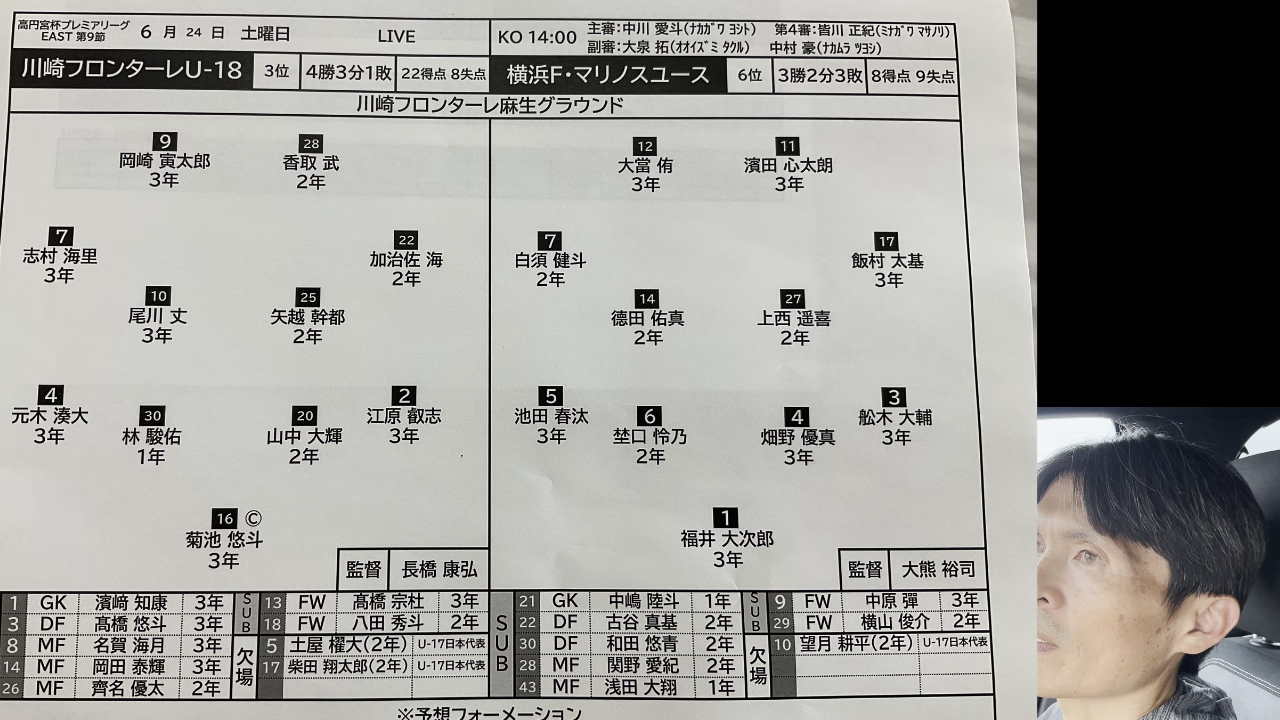 高円宮杯プレミアリーグ
EAST 第9節
6 月 24 日 土曜日
LIVE
KO 14:00
主審:中川 愛斗(ﾅｶｶﾞﾜ ﾖｼﾄ) 第4審:皆川 正紀(ﾐﾅｶﾞﾜ ﾏｻﾉﾘ)
副審:大泉 拓(ｵｵｲｽﾞﾐ ﾀｸﾙ) 中村 豪(ﾅｶﾑﾗ ﾂﾖｼ)
川崎フロンターレU-18 3位 4勝3分1敗 22得点 8失点
横浜F・マリノスユース 6位 3勝2分3敗 8得点 9失点
川崎フロンターレ麻生グラウンド
9 28
岡崎 寅太郎 香取 武
3年 2年
7 22
志村 海里 加治佐 海
3年 2年
10 25
尾川 丈 矢越 幹都
3年 2年
4 2
元木 湊大 江原 叡志
3年 3年
30 20
林 駿佑 山中 大輝
1年 2年
16 Ⓒ
菊池 悠斗
3年
監督 長橋 康弘
12 11
大當 侑 濱田 心太朗
3年 3年
7 17
白須 健斗 飯村 太基
2年 3年
14 27
德田 佑真 上西 遥喜
2年 2年
5 3
池田 春汰 舩木 大輔
3年 3年
6 4
埜口 怜乃 畑野 優真
2年 3年
1
福井 大次郎
3年
監督 大熊 裕司
1 GK 濱﨑 知康 3年
3 DF 髙橋 悠斗 3年
8 MF 名賀 海月 3年
14 MF 岡田 泰輝 3年
26 MF 齊名 優太 2年
SUB
13 FW 髙橋 宗杜 3年
18 FW 八田 秀斗 2年
欠場
5 土屋 櫂大(2年) U-17日本代表
17 柴田 翔太郎(2年) U-17日本代表
SUB
21 GK 中嶋 陸斗 1年
22 DF 古谷 真基 2年
30 DF 和田 悠青 2年
28 MF 関野 愛紀 2年
43 MF 浅田 大翔 1年
SUB
9 FW 中原 彈 3年
29 FW 横山 俊介 2年
欠場
10 望月 耕平(2年) U-17日本代表
※予想フォーメーション